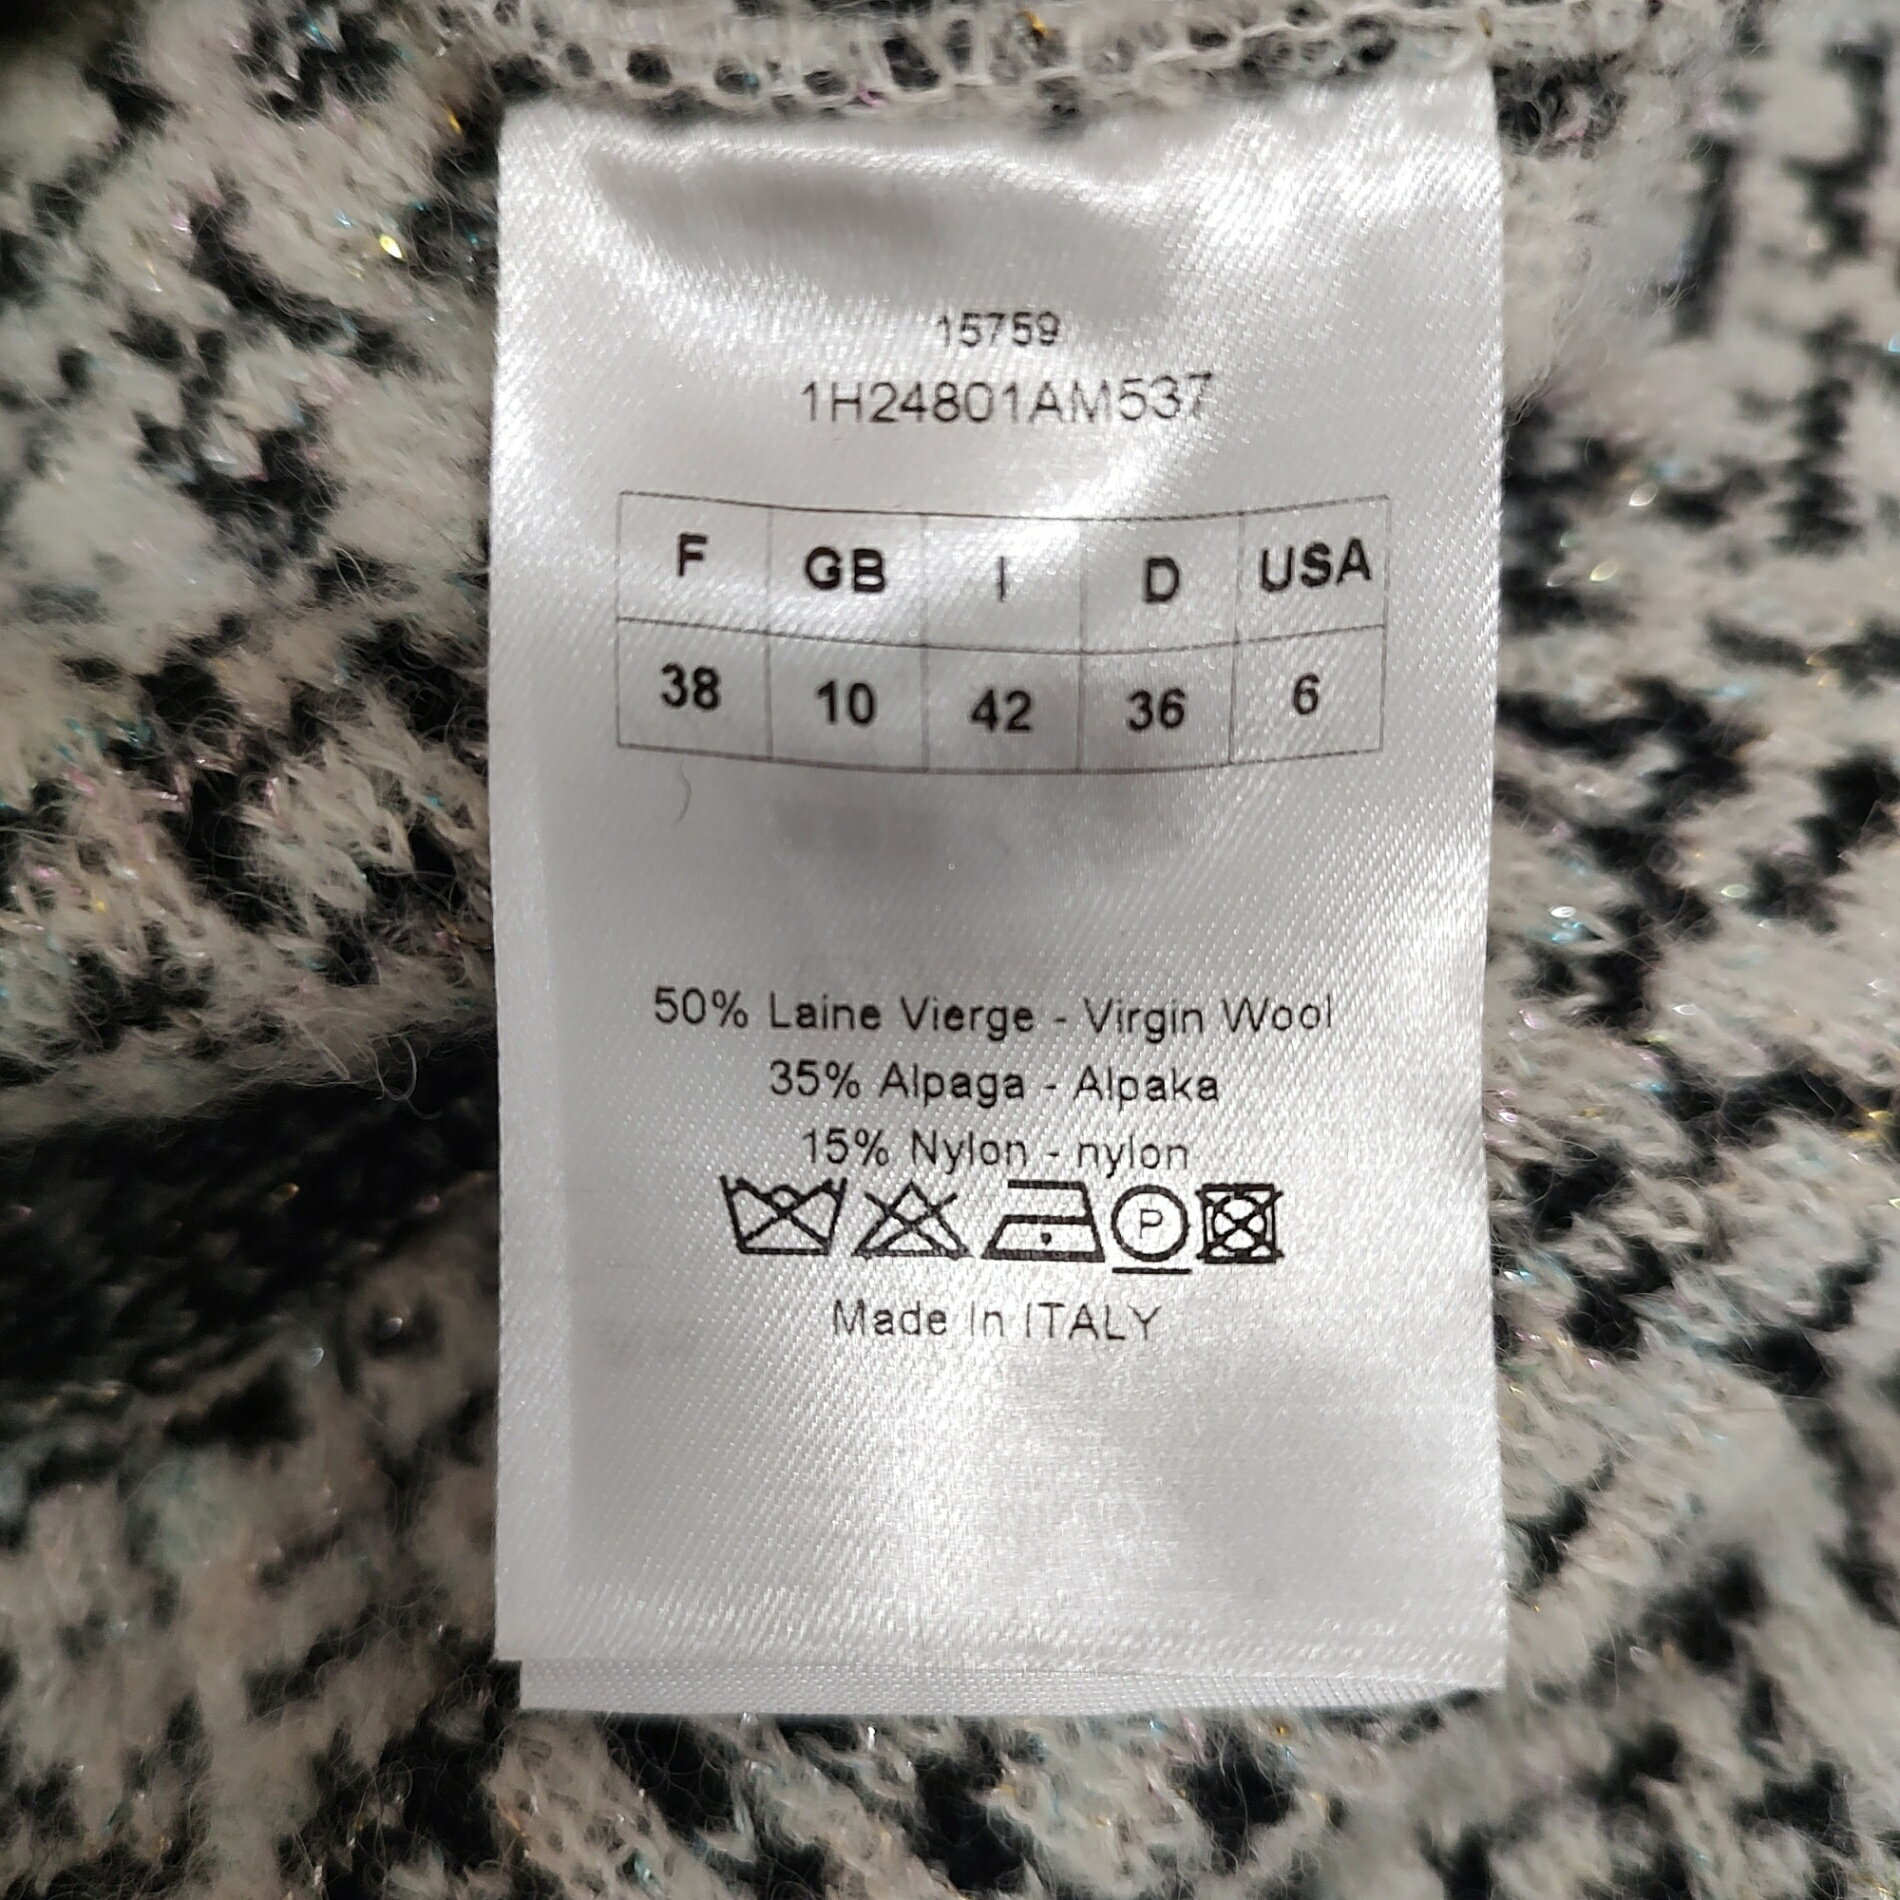 15759
1H24801AM537
F GB I D USA
38 10 42 36 6
50% Laine Vierge - Virgin Wool
35% Alpaga - Alpaka
15% Nylon - nylon
P
Made In ITALY